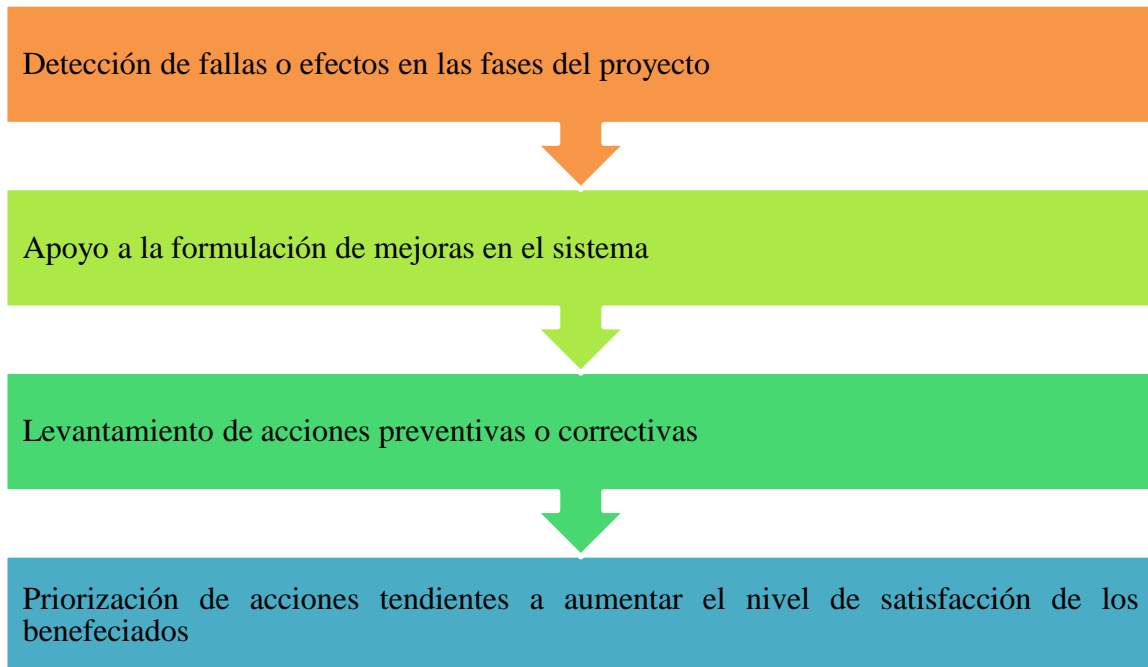 Detección de fallas o efectos en las fases del proyecto
Apoyo a la formulación de mejoras en el sistema
Levantamiento de acciones preventivas o correctivas
Priorización de acciones tendientes a aumentar el nivel de satisfacción de los
benefeciados